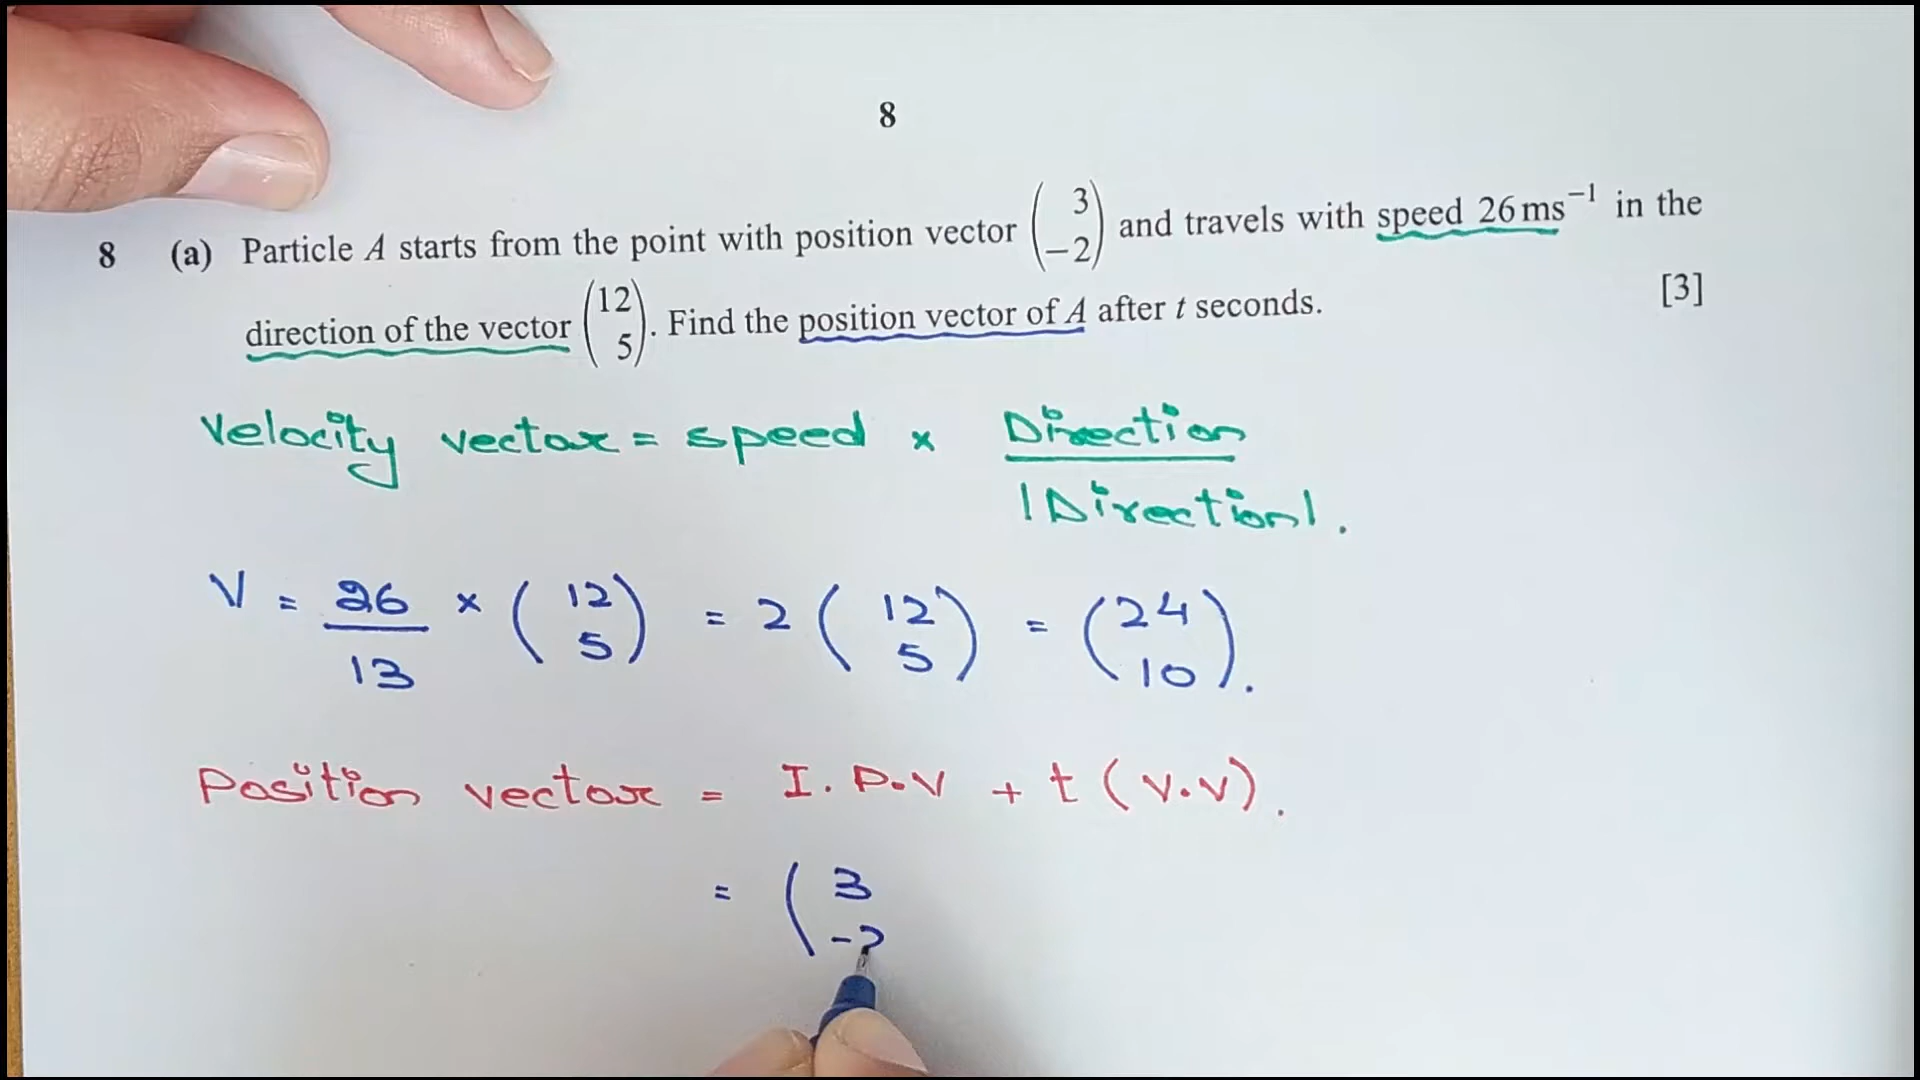 8
8 (a) Particle A starts from the point with position vector (3 -2) and travels with speed 26 ms⁻¹ in the
direction of the vector (12 5). Find the position vector of A after t seconds. [3]
Velocity vector = speed × Direction
|Direction|.
V = 26/13 × (12 5) = 2 (12 5) = (24 10).
Position vector = I.P.V + t (V.V).
= (3 -2